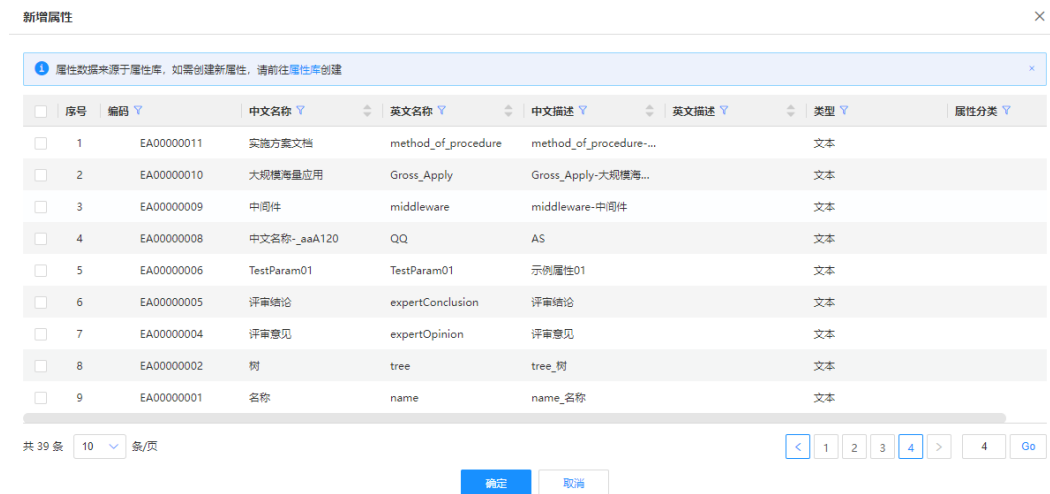 新增属性
属性数据来源于属性库，如需创建新属性，请前往属性库创建
序号 编码 中文名称 英文名称 中文描述 英文描述 类型 属性分类
1 EA00000011 实施方案文档 method_of_procedure method_of_procedure-... 文本
2 EA00000010 大规模海量应用 Gross_Apply Gross_Apply-大规模海... 文本
3 EA00000009 中间件 middleware middleware-中间件 文本
4 EA00000008 中文名称-_aaA120 QQ AS 文本
5 EA00000006 TestParam01 TestParam01 示例属性01 文本
6 EA00000005 评审结论 expertConclusion 评审结论 文本
7 EA00000004 评审意见 expertOpinion 评审意见 文本
8 EA00000002 树 tree tree_树 文本
9 EA00000001 名称 name name_名称 文本
共 39 条 10 条/页 < 1 2 3 4 > 4 Go
确定 取消